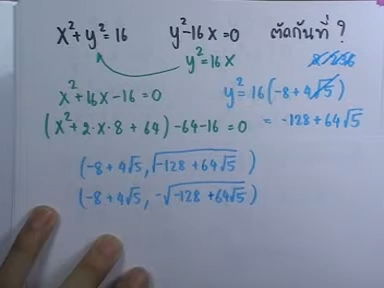 x²+y²=16 y²-16x=0 ตัดกันที่ ?
y²=16x
x²+16x-16=0 y²=16(-8+4√5)
(x²+2·x·8+64)-64-16=0 = -128+64√5
(-8+4√5, √-128+64√5)
(-8+4√5, -√-128+64√5)